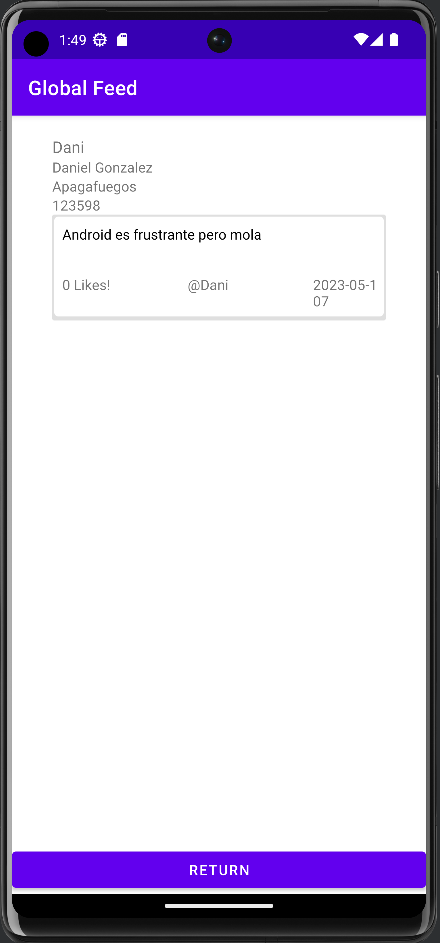 1:49
Global Feed
Dani
Daniel Gonzalez
Apagafuegos
123598
Android es frustrante pero mola
0 Likes! @Dani 2023-05-1
07
RETURN